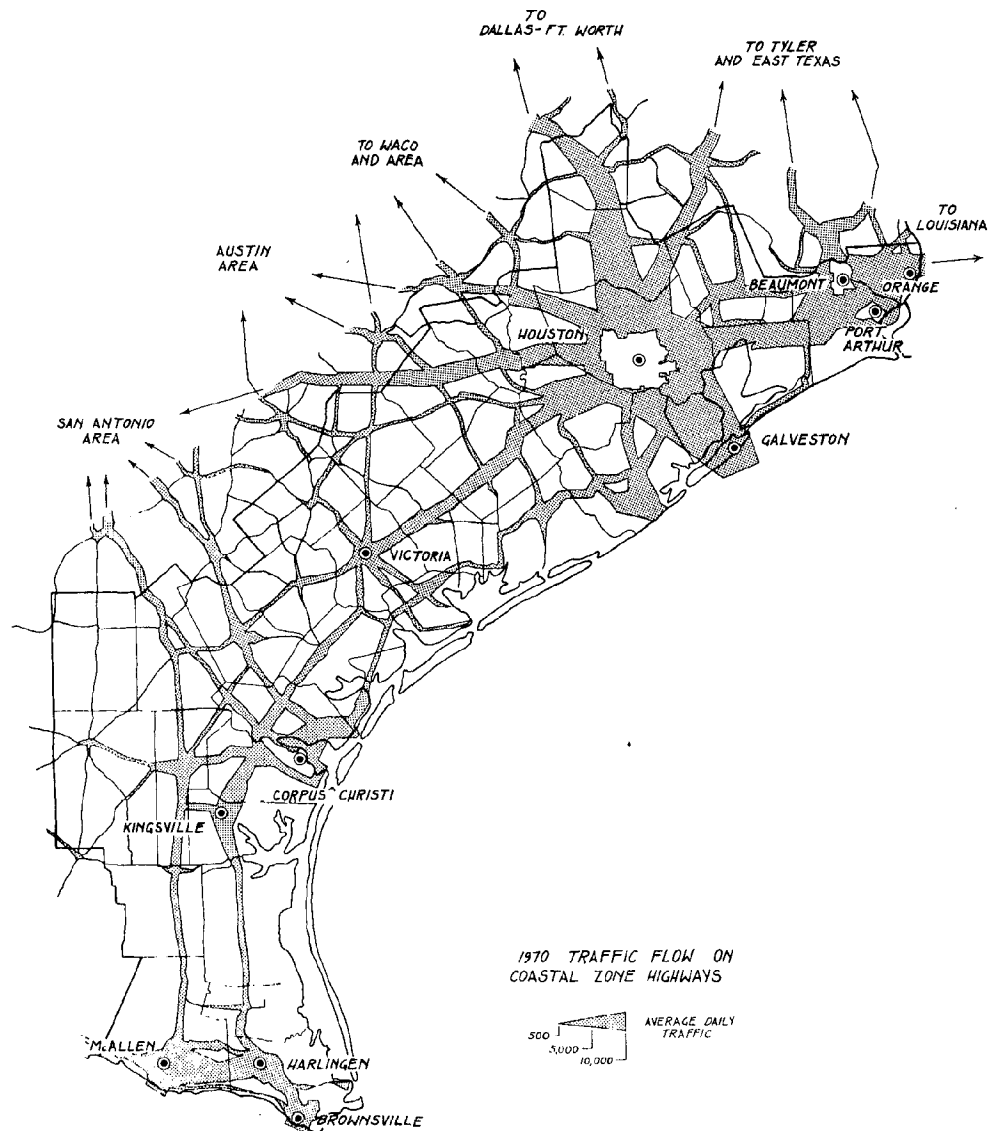 TO
DALLAS-FT. WORTH
TO TYLER
AND EAST TEXAS
TO WACO
AND AREA
TO
LOUISIANA
AUSTIN
AREA
BEAUMONT
ORANGE
HOUSTON
PORT
ARTHUR
SAN ANTONIO
AREA
GALVESTON
VICTORIA
CORPUS CHRISTI
KINGSVILLE
1970 TRAFFIC FLOW ON
COASTAL ZONE HIGHWAYS
500
5,000
10,000
AVERAGE DAILY
TRAFFIC
McALLEN
HARLINGEN
BROWNSVILLE